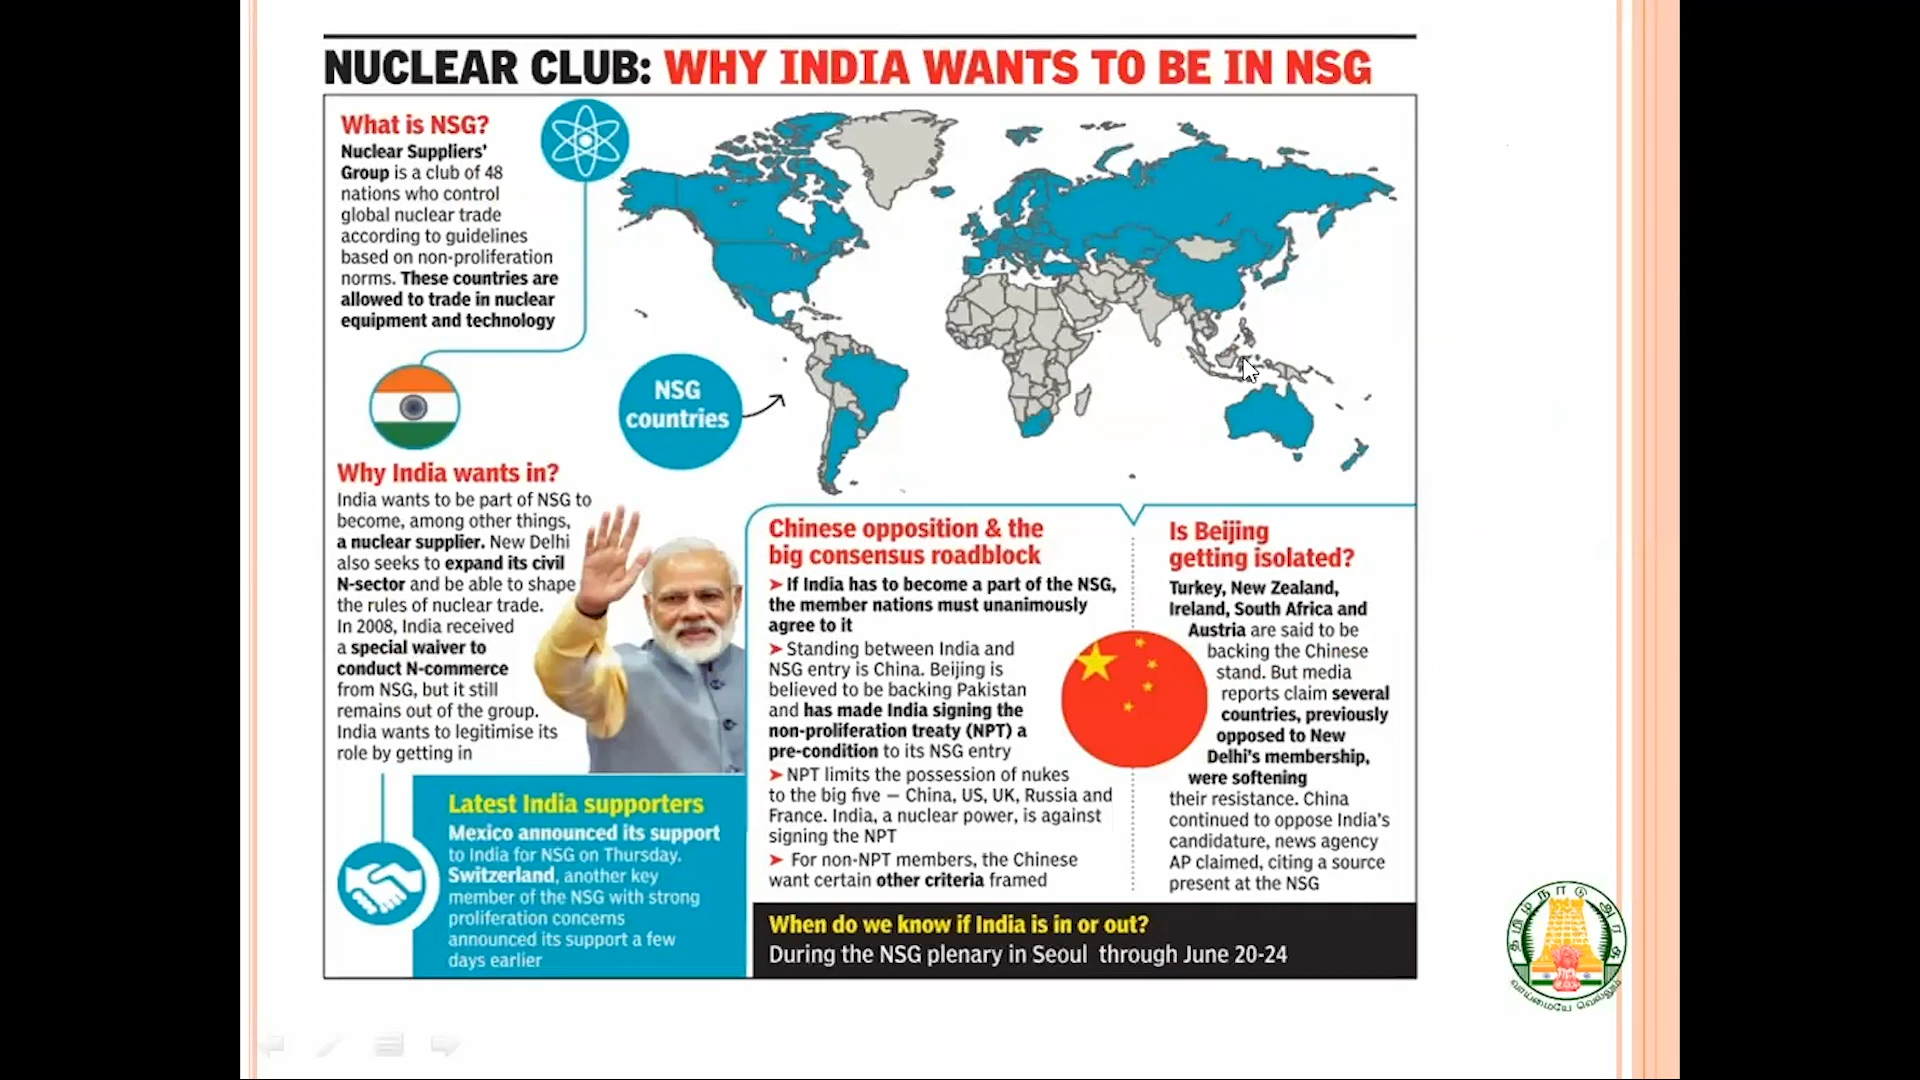 NUCLEAR CLUB: WHY INDIA WANTS TO BE IN NSG
What is NSG?
Nuclear Suppliers'
Group is a club of 48
nations who control
global nuclear trade
according to guidelines
based on non-proliferation
norms. These countries are
allowed to trade in nuclear
equipment and technology
NSG
countries
Why India wants in?
India wants to be part of NSG to
become, among other things,
a nuclear supplier. New Delhi
also seeks to expand its civil
N-sector and be able to shape
the rules of nuclear trade.
In 2008, India received
a special waiver to
conduct N-commerce
from NSG, but it still
remains out of the group.
India wants to legitimise its
role by getting in
Latest India supporters
Mexico announced its support
to India for NSG on Thursday.
Switzerland, another key
member of the NSG with strong
proliferation concerns
announced its support a few
days earlier
Chinese opposition & the
big consensus roadblock
➤If India has to become a part of the NSG,
the member nations must unanimously
agree to it
➤Standing between India and
NSG entry is China. Beijing is
believed to be backing Pakistan
and has made India signing the
non-proliferation treaty (NPT) a
pre-condition to its NSG entry
➤NPT limits the possession of nukes
to the big five – China, US, UK, Russia and
France. India, a nuclear power, is against
signing the NPT
➤ For non-NPT members, the Chinese
want certain other criteria framed
Is Beijing
getting isolated?
Turkey, New Zealand,
Ireland, South Africa and
Austria are said to be
backing the Chinese
stand. But media
reports claim several
countries, previously
opposed to New
Delhi's membership,
were softening
their resistance. China
continued to oppose India's
candidature, news agency
AP claimed, citing a source
present at the NSG
When do we know if India is in or out?
During the NSG plenary in Seoul through June 20-24
தமிழ்நாடு அரசு
வாய்மையே வெல்லும்